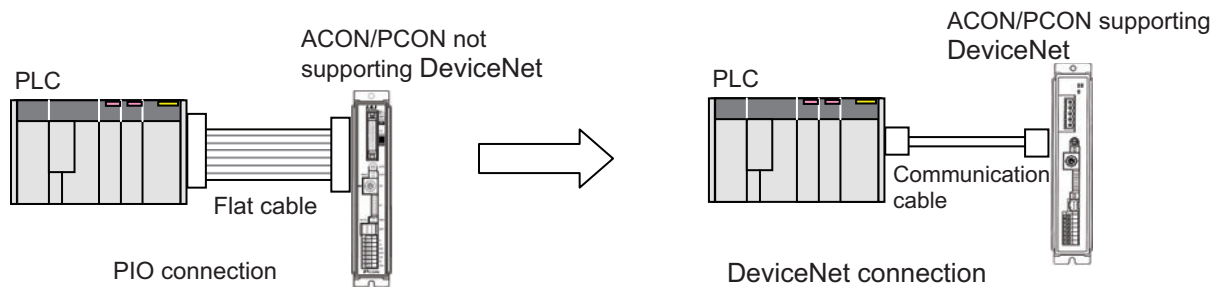 ACON/PCON not
supporting DeviceNet
PLC
Flat cable
PIO connection
ACON/PCON supporting
DeviceNet
PLC
Communication
cable
DeviceNet connection